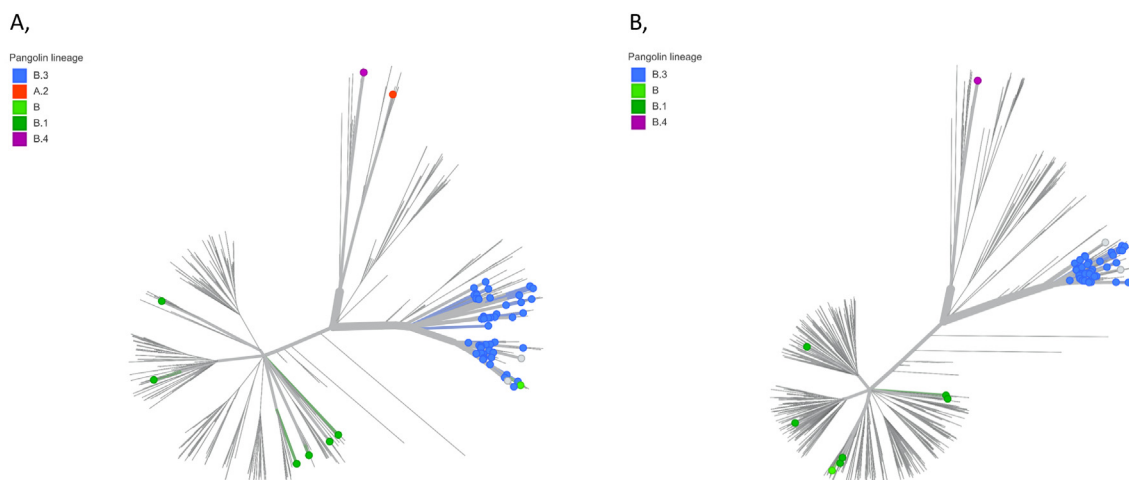 A,
Pangolin lineage
B.3
A.2
B
B.1
B.4
B,
Pangolin lineage
B.3
B
B.1
B.4